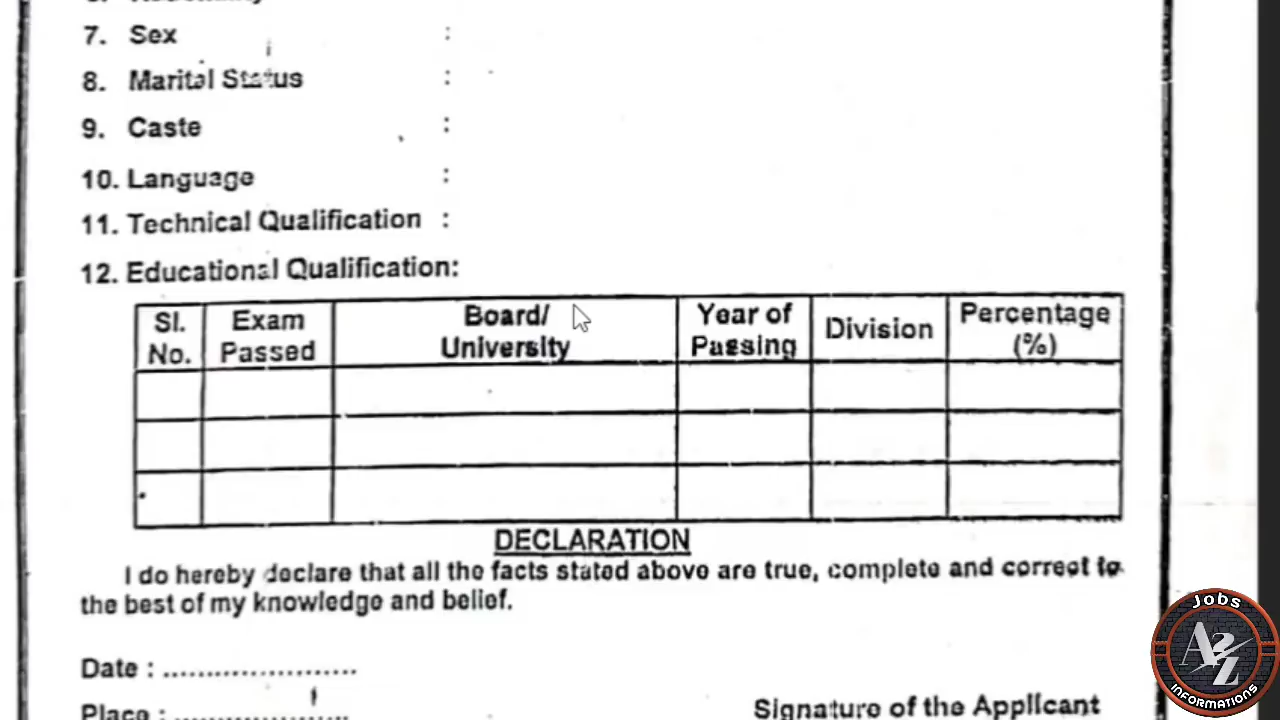 7. Sex :
8. Marital Status :
9. Caste :
10. Language :
11. Technical Qualification :
12. Educational Qualification:
Sl. No. Exam Passed Board/ University Year of Passing Division Percentage (%)
DECLARATION
I do hereby declare that all the facts stated above are true, complete and correct to
the best of my knowledge and belief.
Date : ......................
Place : ....................
Signature of the Applicant
Jobs
A2Z
INFORMATIONS